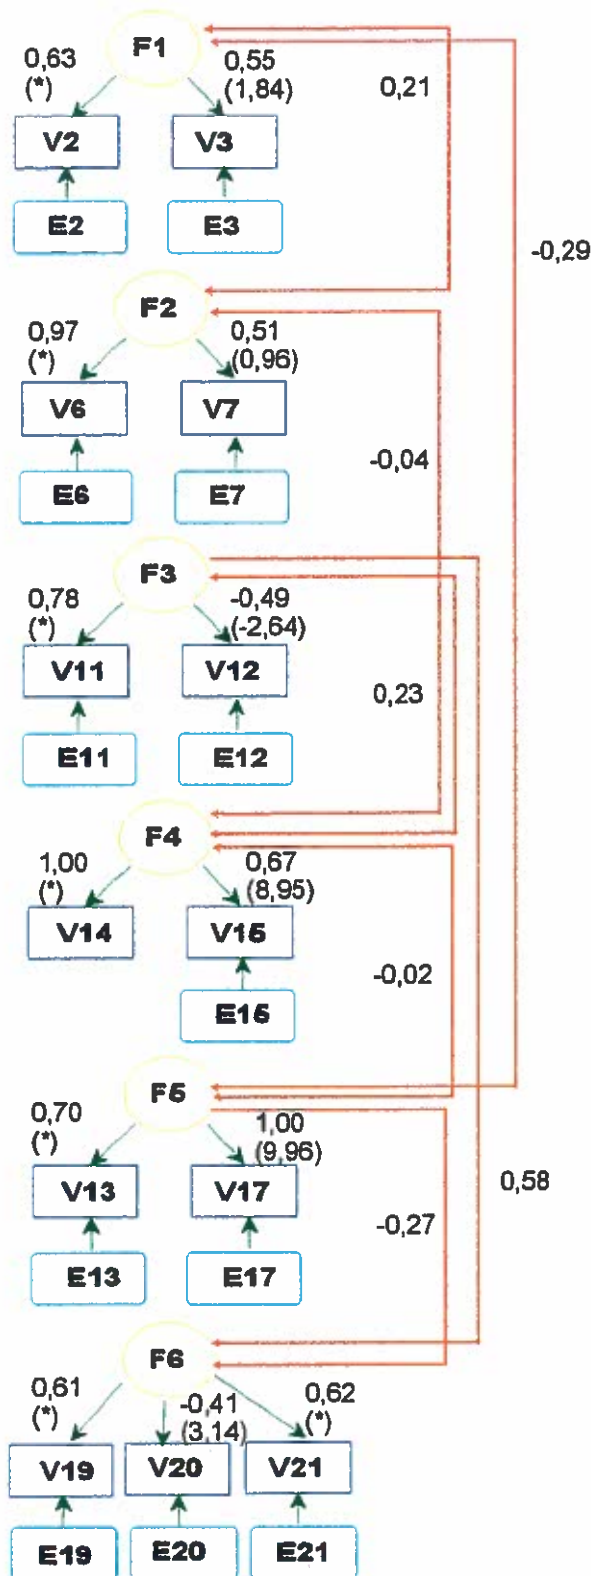 F1
0,63
(*)
0,55
(1,84)
0,21
V2
V3
E2
E3
-0,29
F2
0,97
(*)
0,51
(0,96)
V6
V7
-0,04
E6
E7
F3
0,78
(*)
-0,49
(-2,64)
V11
V12
0,23
E11
E12
F4
1,00
(*)
0,67
(8,95)
V14
V15
-0,02
E15
F5
0,70
(*)
1,00
(9,96)
V13
V17
0,58
-0,27
E13
E17
F6
0,61
(*)
-0,41
(3,14)
0,62
(*)
V19
V20
V21
E19
E20
E21